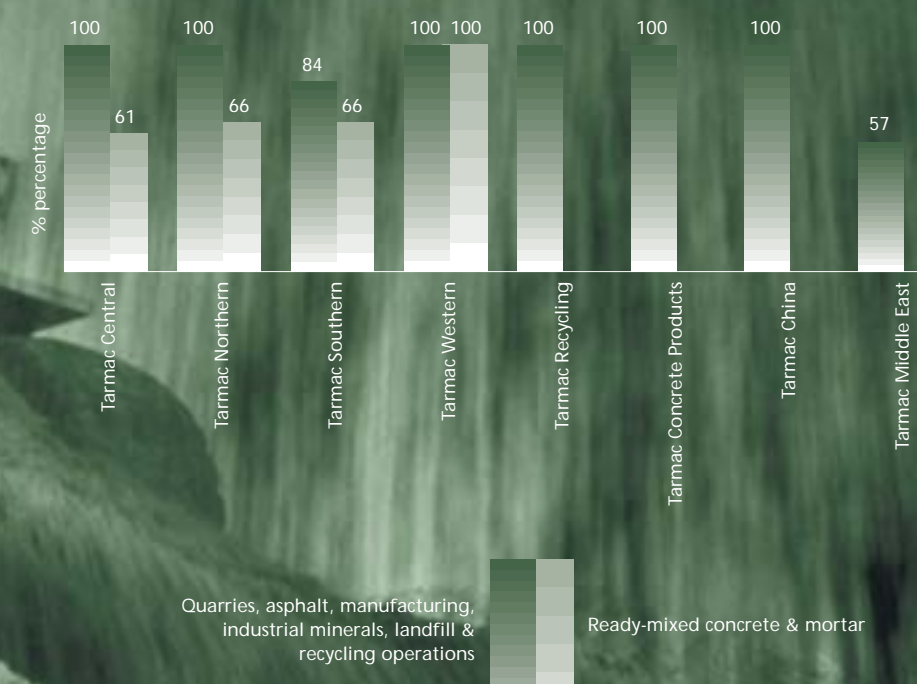 100
100
100 100
100
100
100
84
61
66
66
57
% percentage
Tarmac Central
Tarmac Northern
Tarmac Southern
Tarmac Western
Tarmac Recycling
Tarmac Concrete Products
Tarmac China
Tarmac Middle East
Quarries, asphalt, manufacturing,
industrial minerals, landfill &
recycling operations
Ready-mixed concrete & mortar